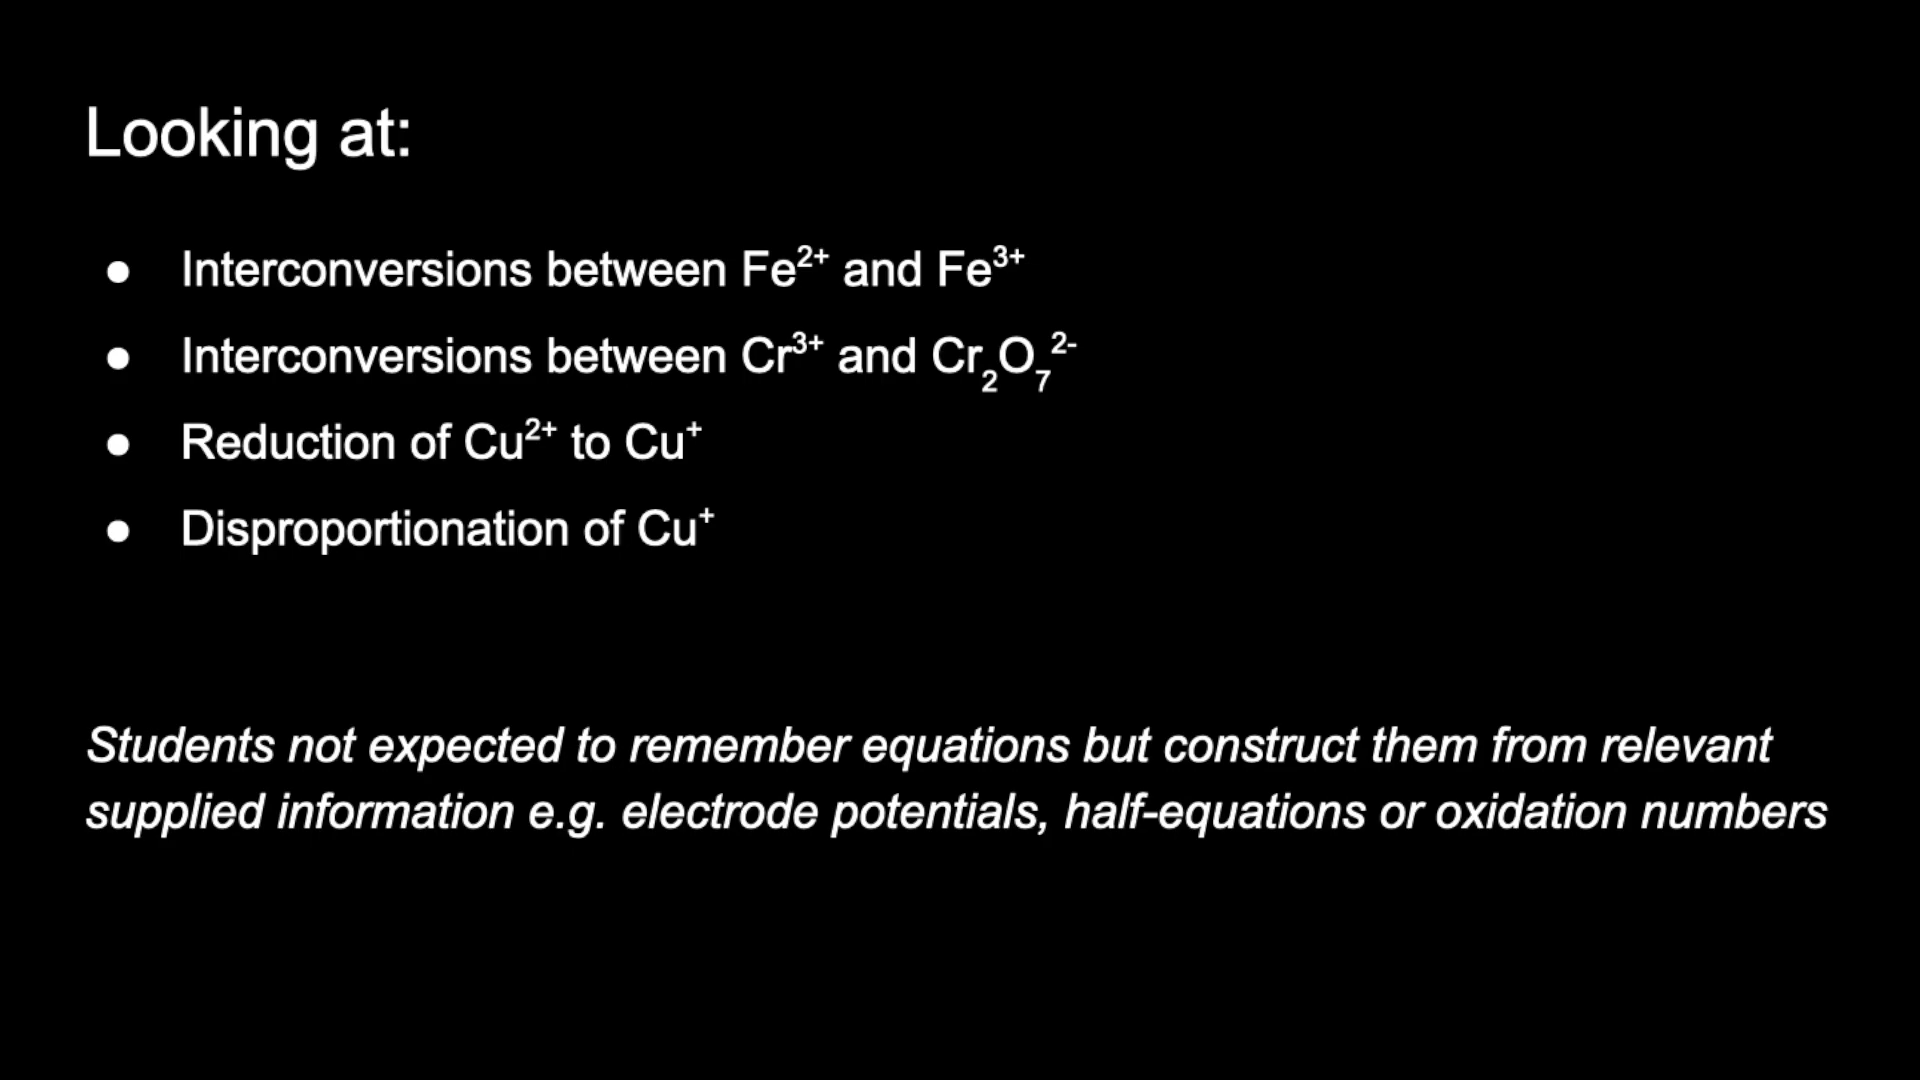 Looking at:
● Interconversions between Fe²⁺ and Fe³⁺
● Interconversions between Cr³⁺ and Cr₂O₇²⁻
● Reduction of Cu²⁺ to Cu⁺
● Disproportionation of Cu⁺
Students not expected to remember equations but construct them from relevant
supplied information e.g. electrode potentials, half-equations or oxidation numbers